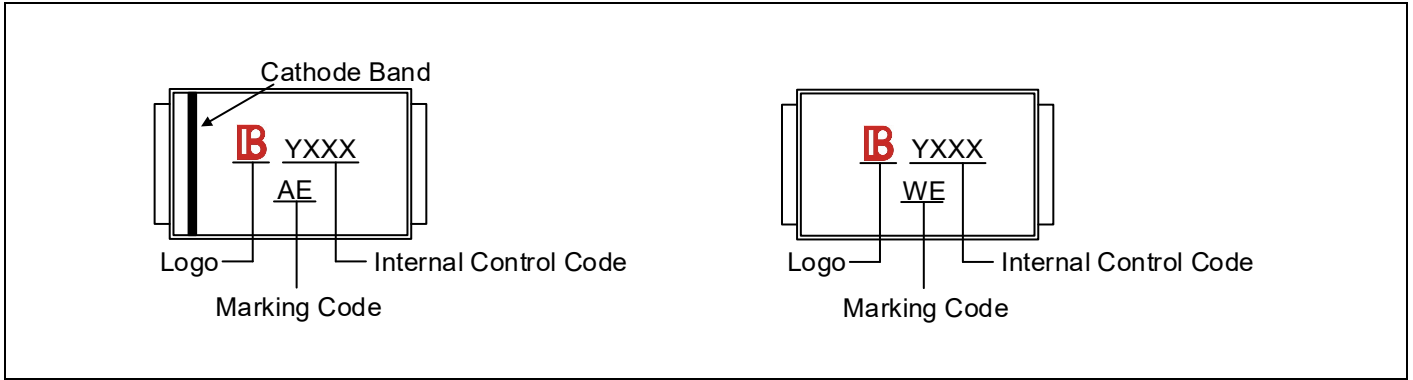 Cathode Band
B YXXX
AE
Logo
Internal Control Code
Marking Code
B YXXX
WE
Logo
Internal Control Code
Marking Code